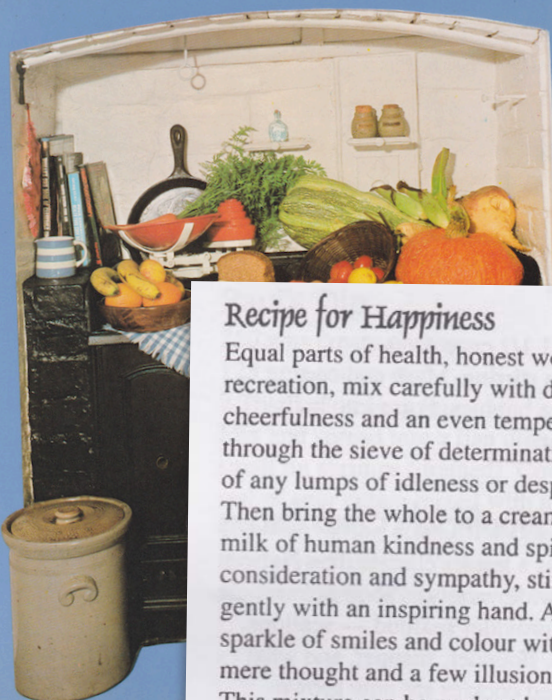 Recipe for Happiness
Equal parts of health, honest
recreation, mix carefully with
cheerfulness and an even
through the sieve of
of any lumps of idleness or
Then bring the whole to a
milk of human kindness and
consideration and sympathy,
gently with an inspiring hand.
sparkle of smiles and colour
mere thought and a few